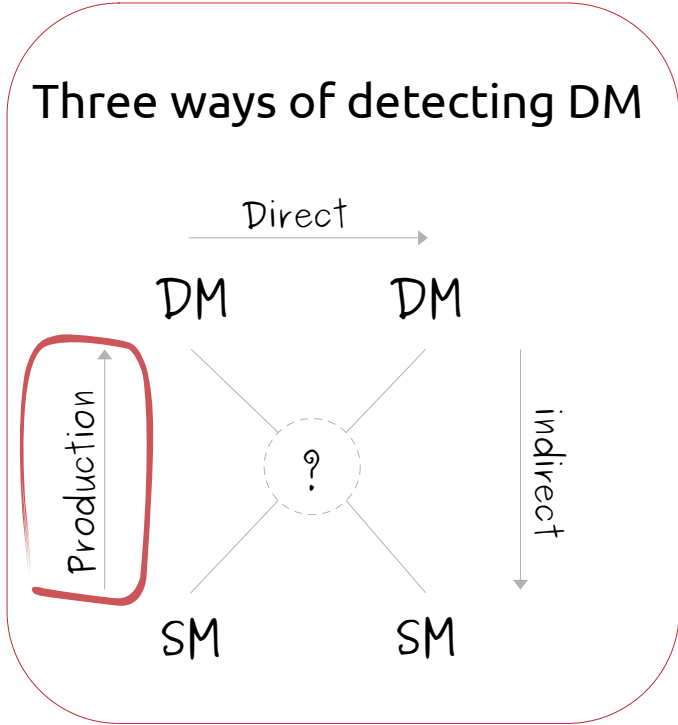 Three ways of detecting DM
Direct
DM DM
Production
?
indirect
SM SM